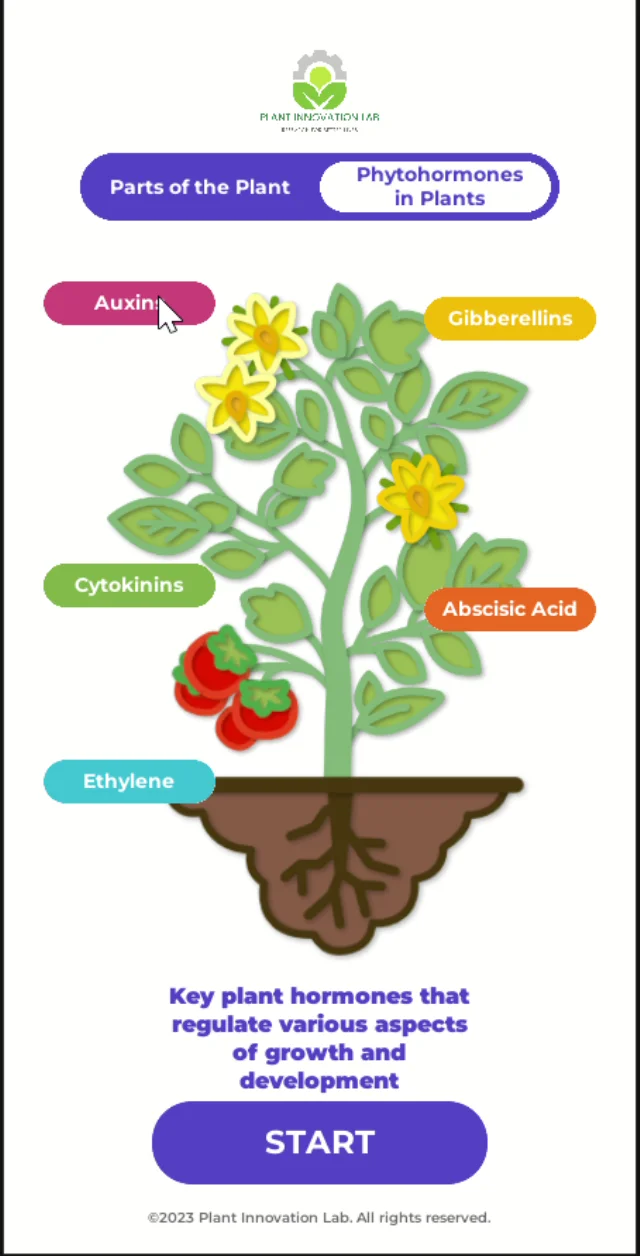 PLANT INNOVATION LAB
Parts of the Plant
Phytohormones
in Plants
Auxins
Gibberellins
Cytokinins
Abscisic Acid
Ethylene
Key plant hormones that
regulate various aspects
of growth and
development
START
©2023 Plant Innovation Lab. All rights reserved.